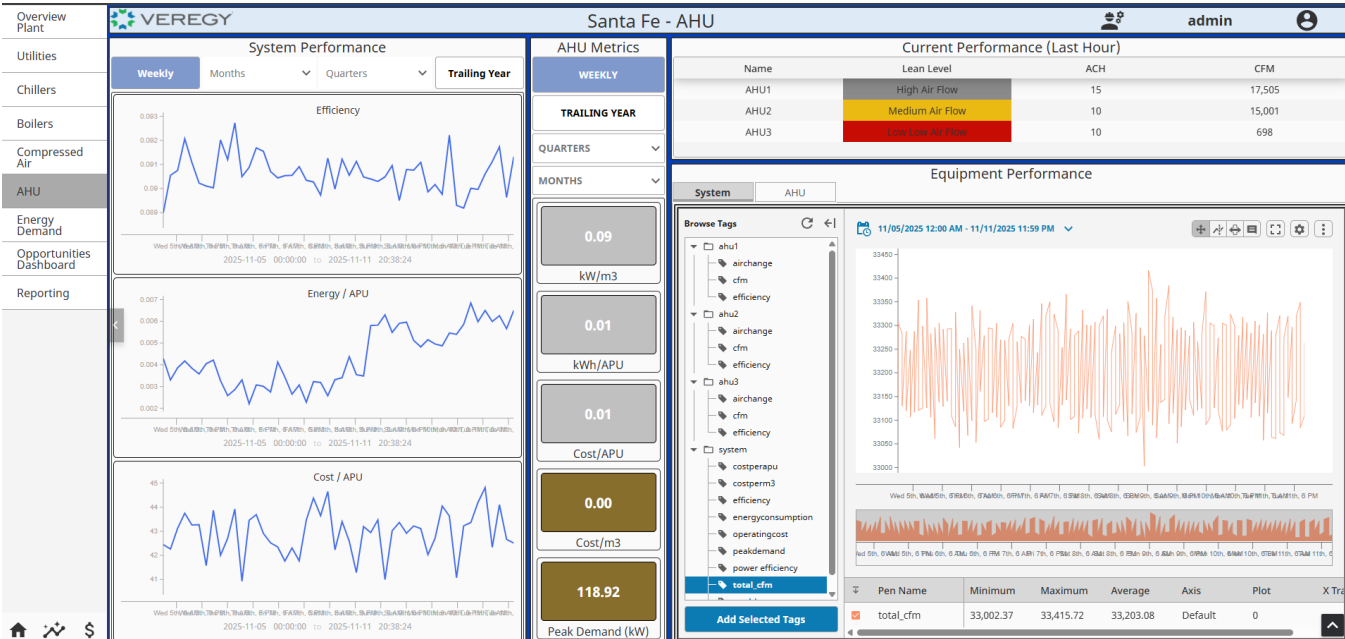 Overview
Plant
Utilities
Chillers
Boilers
Compressed
Air
AHU
Energy
Demand
Opportunities
Dashboard
Reporting
VEREGY
Santa Fe - AHU
admin
System Performance
Weekly
Months
Quarters
Trailing Year
Efficiency
0.093
0.092
0.091
0.09
0.089
2025-11-05 00:00:00 to 2025-11-11 20:38:24
Energy / APU
0.007
0.006
0.005
0.004
0.003
0.002
2025-11-05 00:00:00 to 2025-11-11 20:38:24
Cost / APU
45
44
43
42
41
2025-11-05 00:00:00 to 2025-11-11 20:38:24
AHU Metrics
WEEKLY
TRAILING YEAR
QUARTERS
MONTHS
0.09
kW/m3
0.01
kWh/APU
0.01
Cost/APU
0.00
Cost/m3
118.92
Peak Demand (kW)
Current Performance (Last Hour)
Name Lean Level ACH CFM
AHU1 High Air Flow 15 17,505
AHU2 Medium Air Flow 10 15,001
AHU3 Low Low Air Flow 10 698
Equipment Performance
System
AHU
Browse Tags
ahu1
airchange
cfm
efficiency
ahu2
airchange
cfm
efficiency
ahu3
airchange
cfm
efficiency
system
costperapu
costperm3
efficiency
energyconsumption
operatingcost
peakdemand
power efficiency
total_cfm
Add Selected Tags
11/05/2025 12:00 AM - 11/11/2025 11:59 PM
33450
33400
33350
33300
33250
33200
33150
33100
33050
33000
Pen Name Minimum Maximum Average Axis Plot X Tra
total_cfm 33,002.37 33,415.72 33,203.08 Default 0